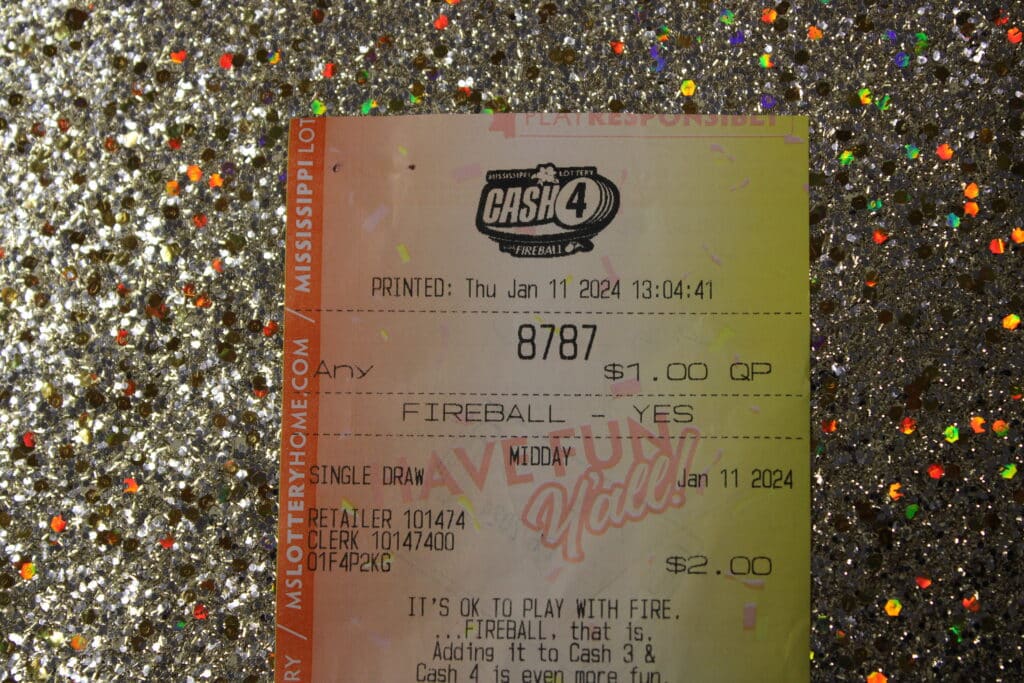 PLAY RESPONSIBLY
MISSISSIPPI LOTTERY
CASH 4
FIREBALL
PRINTED: Thu Jan 11 2024 13:04:41
8787
Any $1.00 QP
FIREBALL - YES
HAVE FUN
Y'all!
MIDDAY
SINGLE DRAW Jan 11 2024
RETAILER 101474
CLERK 10147400
01F4P2KG $2.00
IT'S OK TO PLAY WITH FIRE.
...FIREBALL, that is.
Adding it to Cash 3 &
Cash 4 is even more fun.
RY / MSLOTTERYHOME.COM / MISSISSIPPI LOT